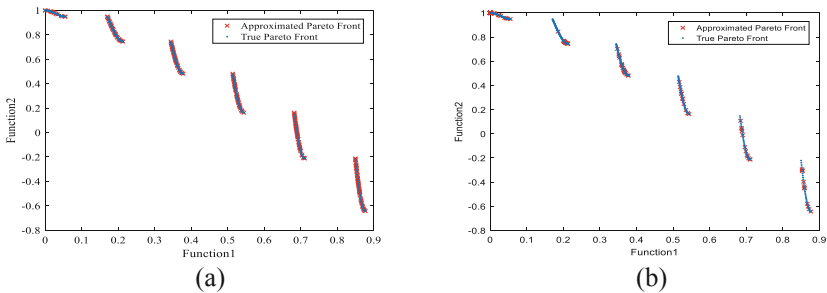 1
0.8
0.6
0.4
0.2
0
-0.2
-0.4
-0.6
-0.8
Function2
Approximated Pareto Front
True Pareto Front
0 0.1 0.2 0.3 0.4 0.5 0.6 0.7 0.8 0.9
Function1
(a)
1
0.8
0.6
0.4
0.2
0
-0.2
-0.4
-0.6
-0.8
Function2
Approximated Pareto Front
True Pareto Front
0 0.1 0.2 0.3 0.4 0.5 0.6 0.7 0.8 0.9
Function1
(b)